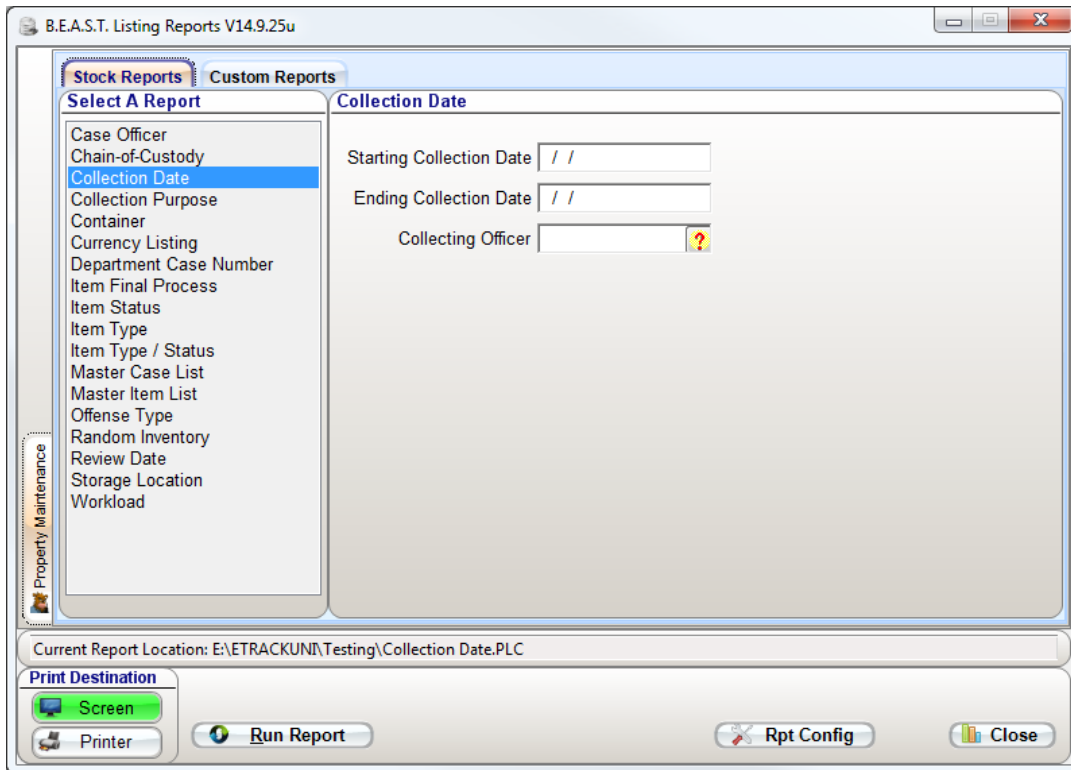 B.E.A.S.T. Listing Reports V14.9.25u
Stock Reports
Custom Reports
Select A Report
Case Officer
Chain-of-Custody
Collection Date
Collection Purpose
Container
Currency Listing
Department Case Number
Item Final Process
Item Status
Item Type
Item Type / Status
Master Case List
Master Item List
Offense Type
Random Inventory
Review Date
Storage Location
Workload
Collection Date
Starting Collection Date / /
Ending Collection Date / /
Collecting Officer ?
Property Maintenance
Current Report Location: E:\ETRACKUNI\Testing\Collection Date.PLC
Print Destination
Screen
Printer
Run Report
Rpt Config
Close